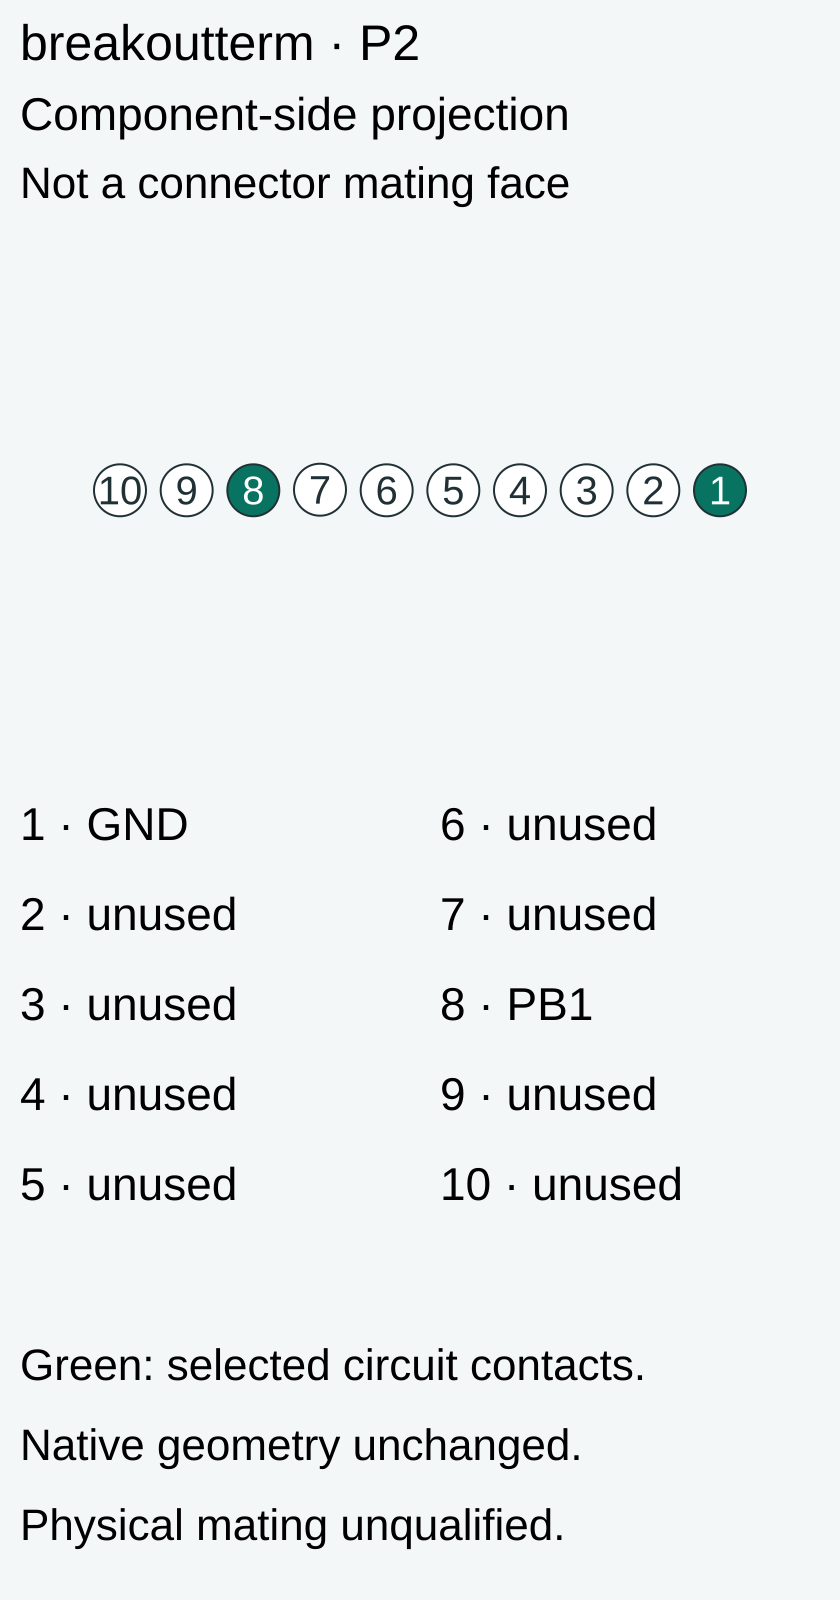 breakoutterm · P2
Component-side projection
Not a connector mating face
10 9 8 7 6 5 4 3 2 1
1 · GND
2 · unused
3 · unused
4 · unused
5 · unused
6 · unused
7 · unused
8 · PB1
9 · unused
10 · unused
Green: selected circuit contacts.
Native geometry unchanged.
Physical mating unqualified.